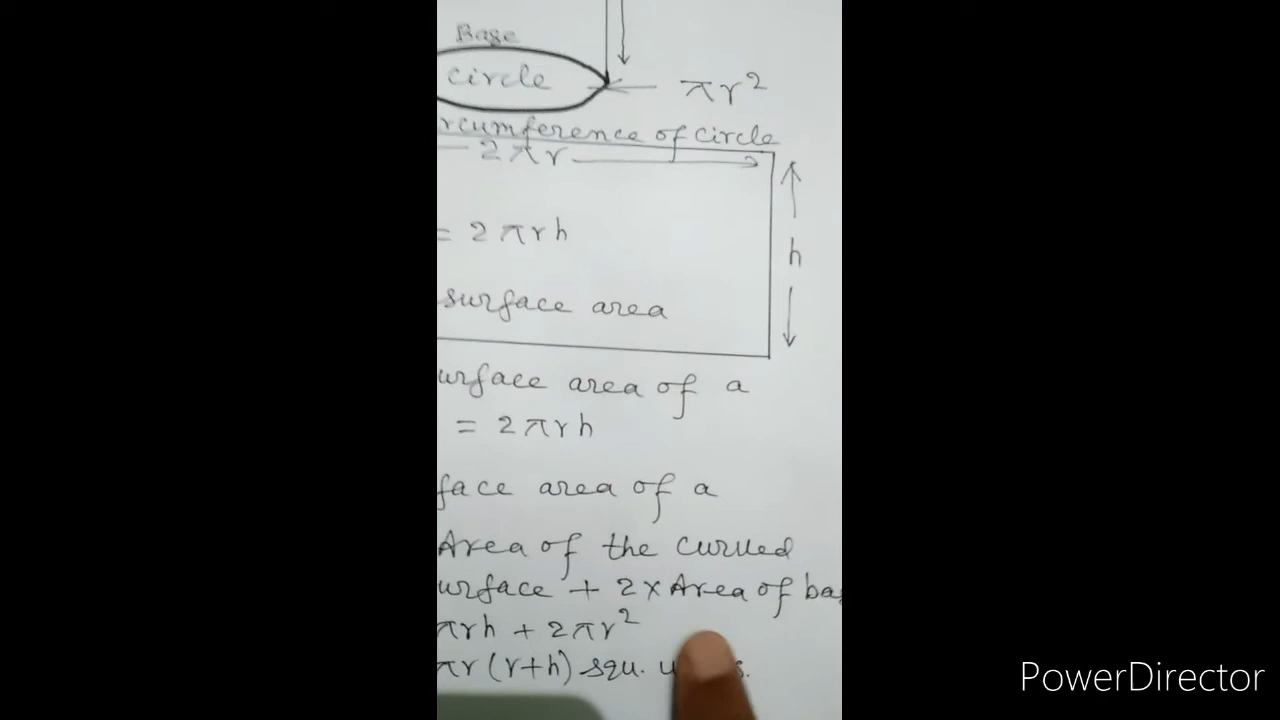 Base
circle
πr²
rcumference of circle
2πr
= 2πrh
h
surface area
urface area of a
= 2πrh
face area of a
Area of the curved
urface + 2× Area of bas
πrh + 2πr²
πr(r+h) squ.
PowerDirector